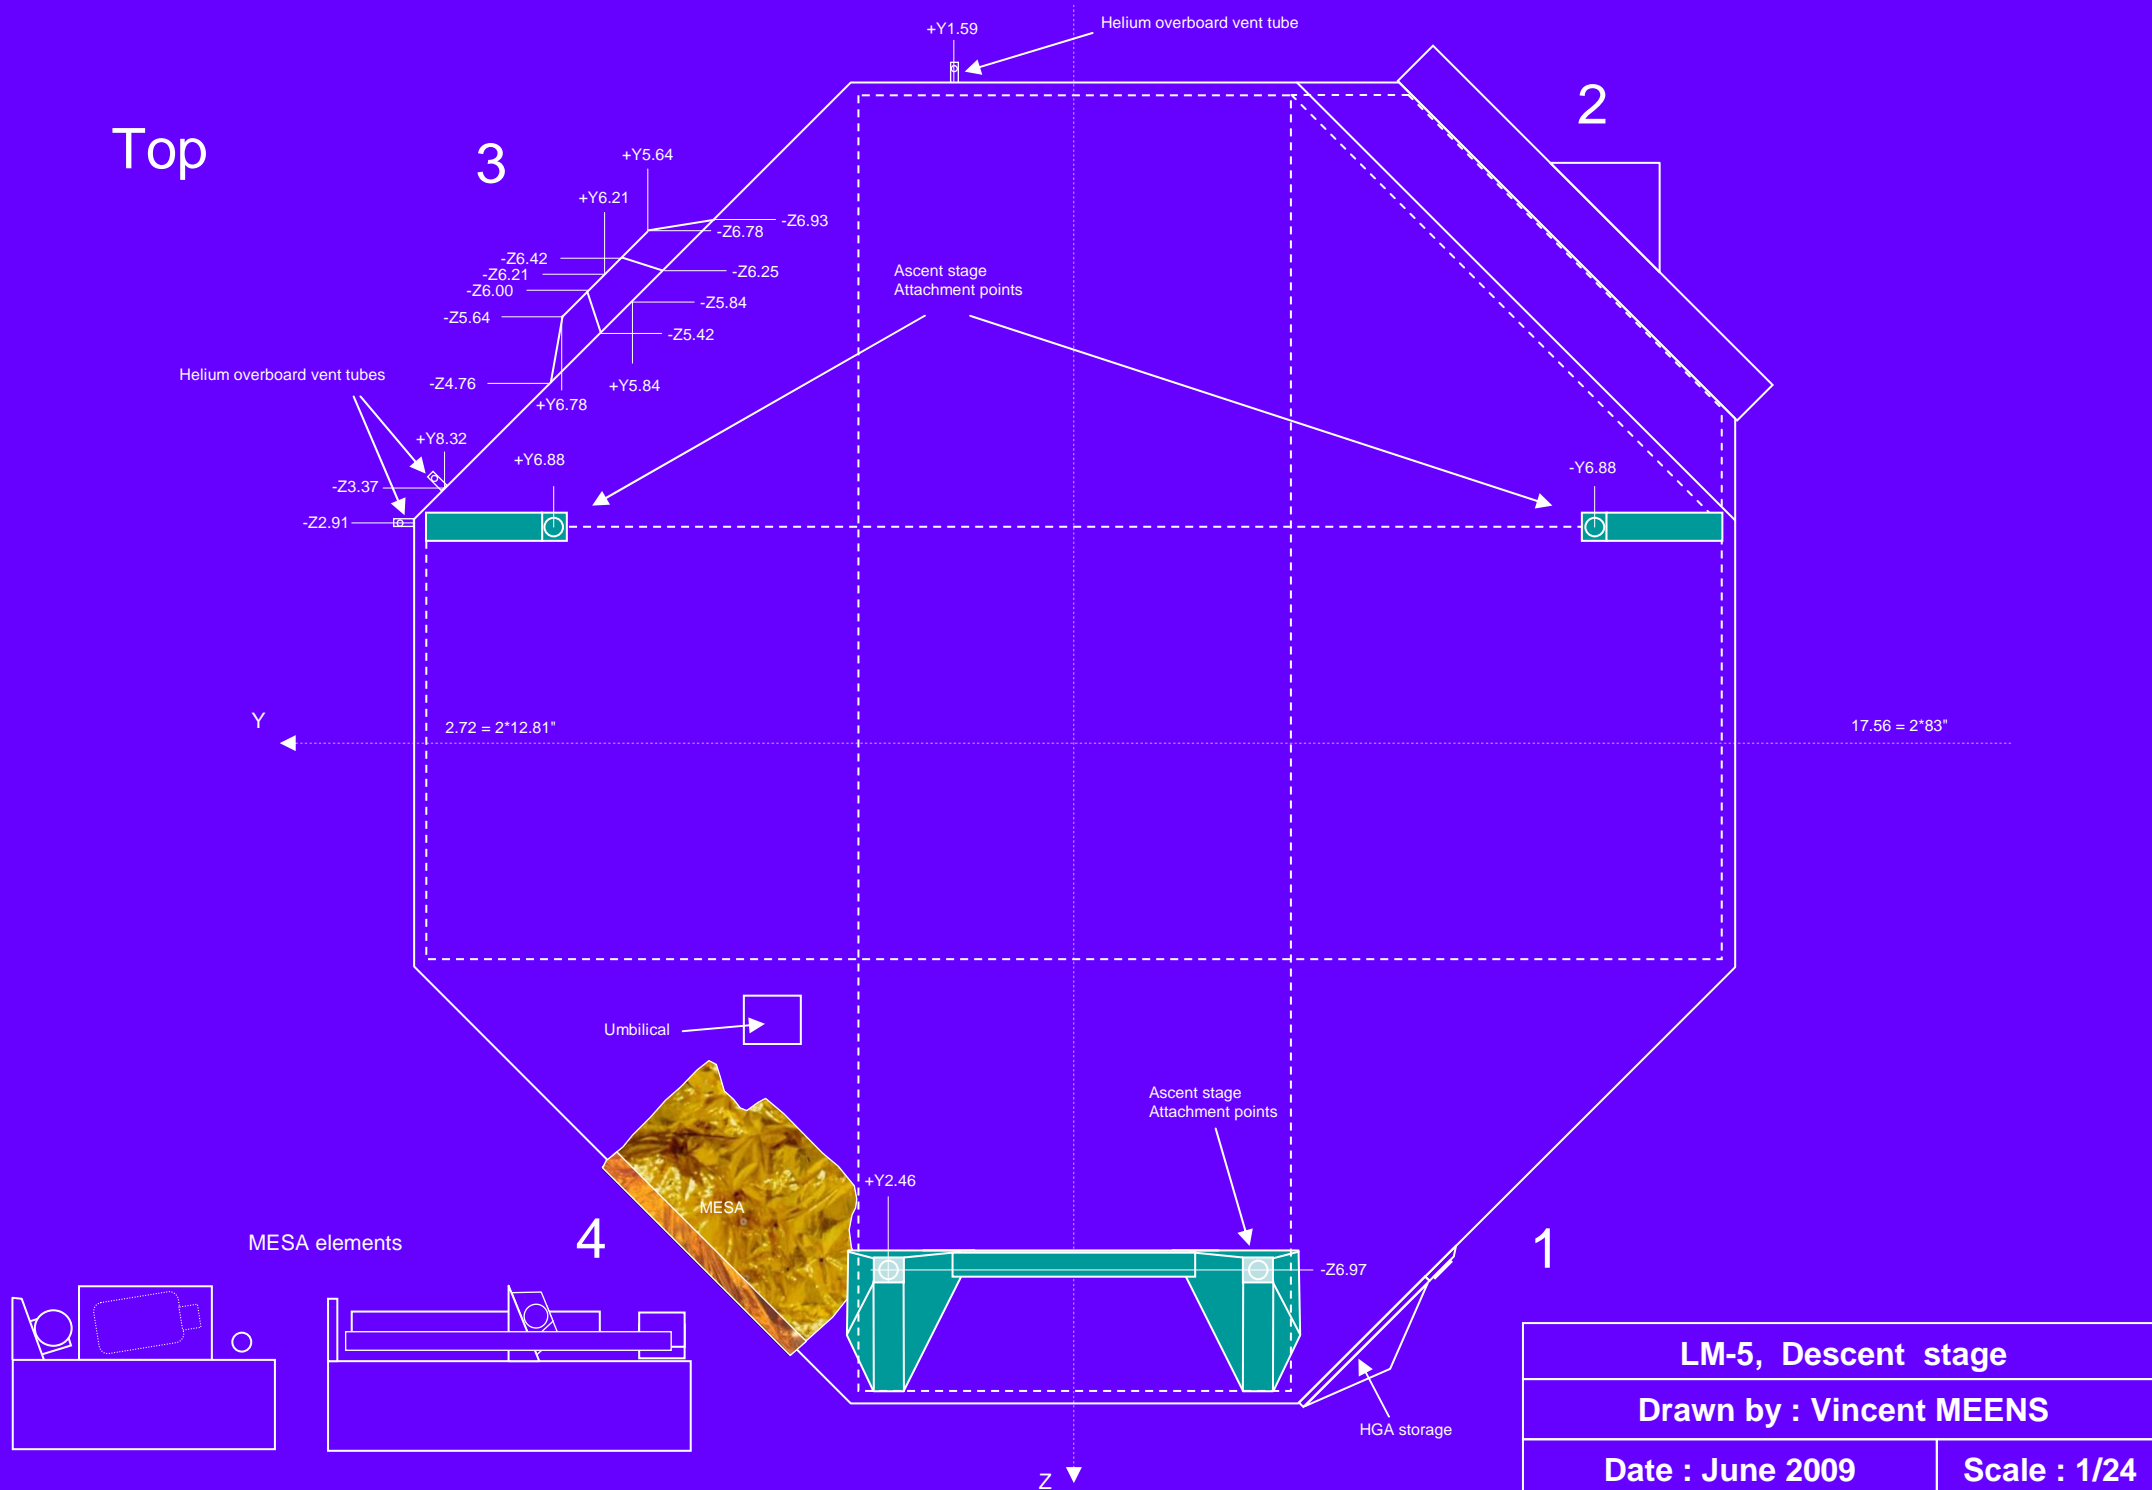 +Y1.59
Helium overboard vent tube
2
Top
3
+Y5.64
+Y6.21
-Z6.93
-Z6.78
-Z6.42
-Z6.21
-Z6.25
-Z6.00
-Z5.84
-Z5.64
-Z5.42
Ascent stage
Attachment points
Helium overboard vent tubes
-Z4.76
+Y5.84
+Y6.78
+Y8.32
+Y6.88
-Y6.88
-Z3.37
-Z2.91
Y
2.72 = 2*12.81"
17.56 = 2*83"
Umbilical
Ascent stage
Attachment points
+Y2.46
MESA
MESA elements
4
1
-Z6.97
HGA storage
Z
LM-5, Descent stage
Drawn by : Vincent MEENS
Date : June 2009
Scale : 1/24